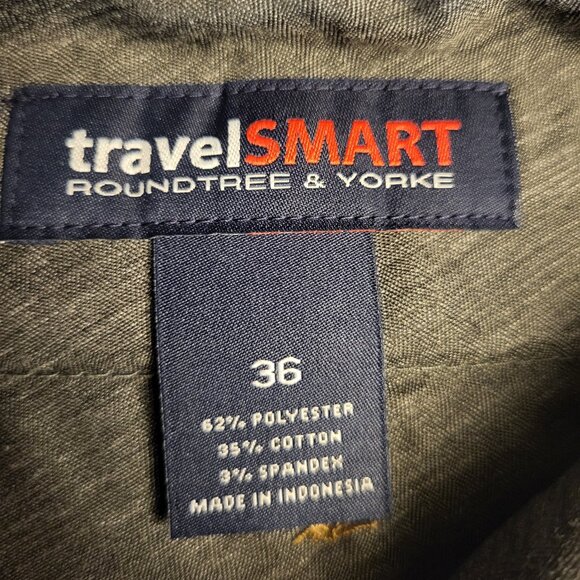 travelSMART
ROUNDTREE & YORKE
36
62% POLYESTER
35% COTTON
3% SPANDEX
MADE IN INDONESIA